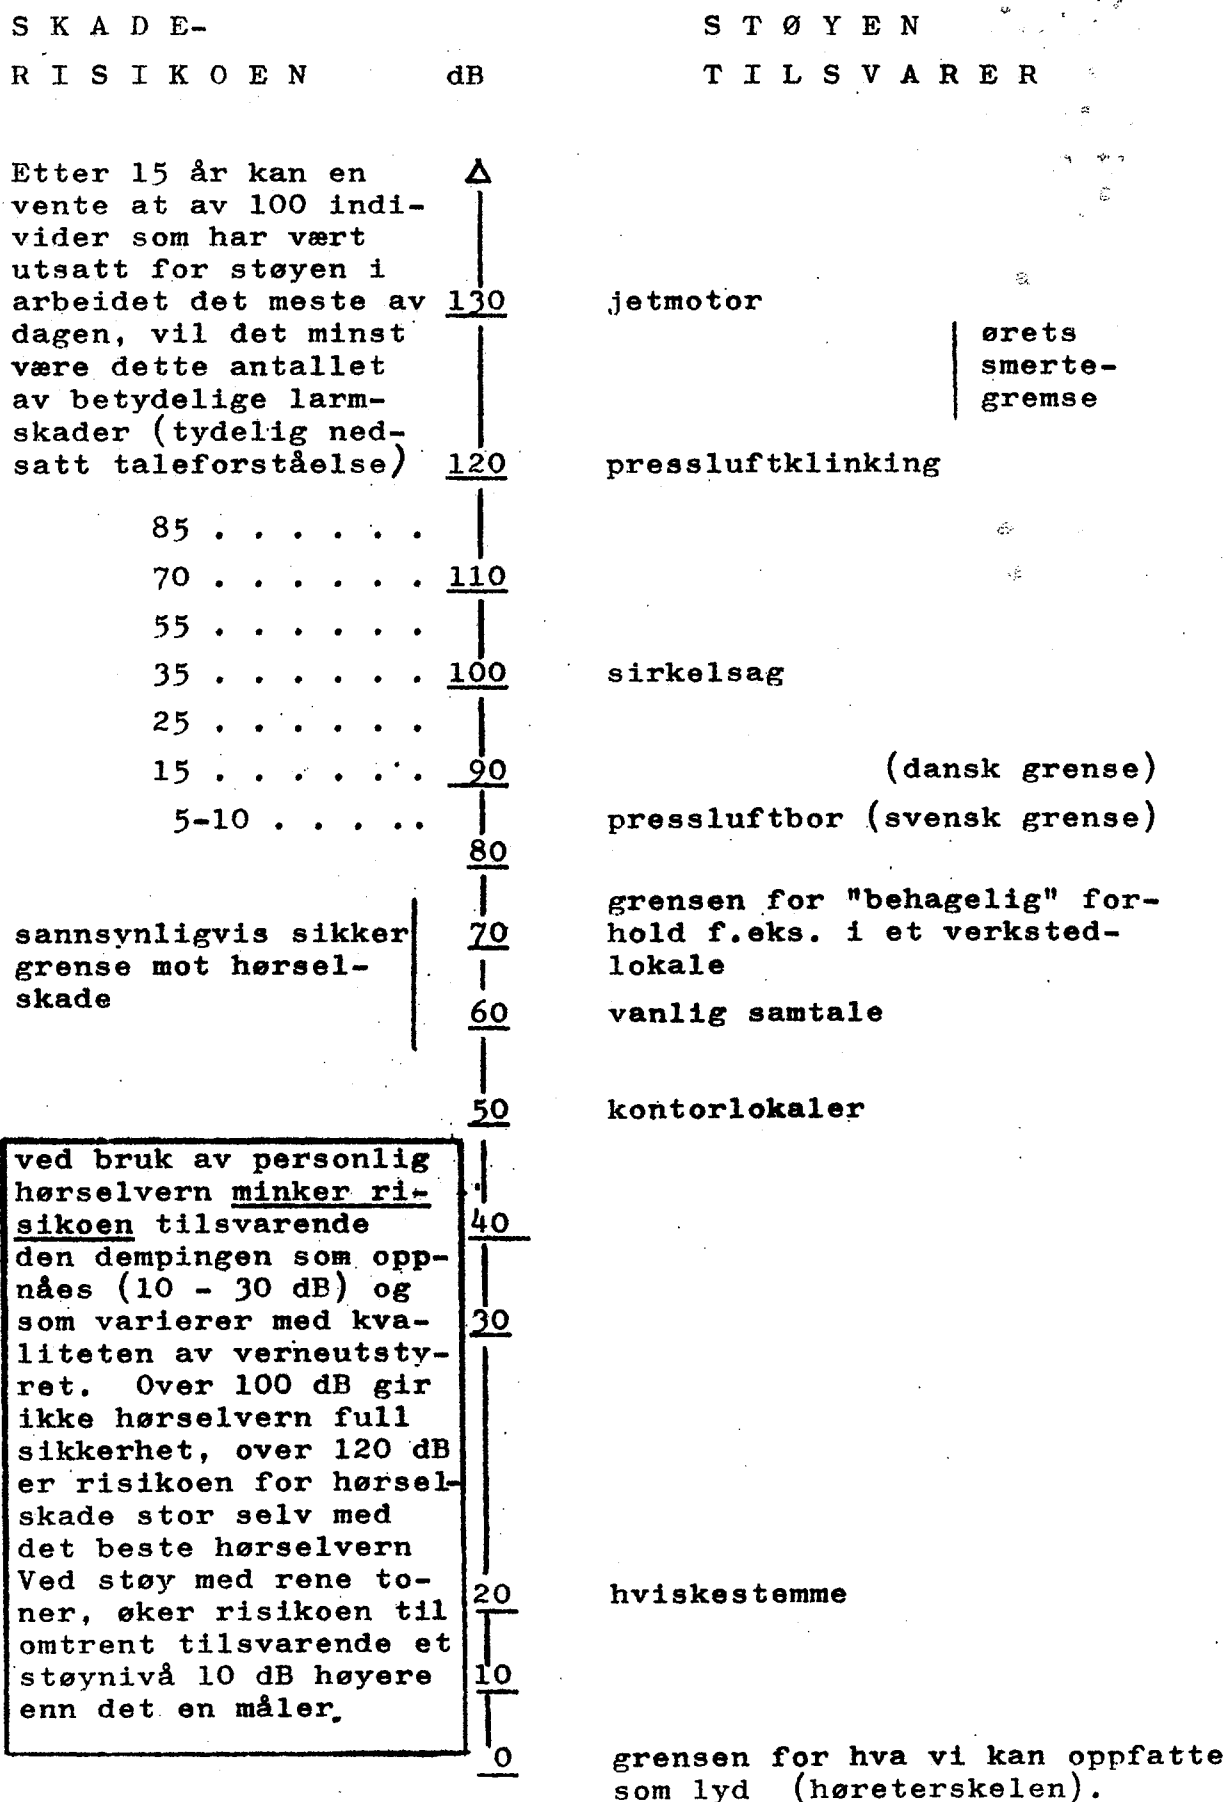 SKADE- STØYEN
RISIKOEN dB TILSVARER
Etter 15 år kan en
vente at av 100 indi-
vider som har vært
utsatt for støyen i
arbeidet det meste av 130 jetmotor
dagen, vil det minst ørets
være dette antallet smerte-
av betydelige larm- gremse
skader (tydelig ned-
satt taleforståelse) 120 pressluftklinking
85 . . . . . .
70 . . . . . . 110
55 . . . . . .
35 . . . . . . 100 sirkelsag
25 . . . . . .
15 . . . . . . 90 (dansk grense)
5-10 . . . . . pressluftbor (svensk grense)
80
grensen for "behagelig" for-
sannsynligvis sikker 70 hold f.eks. i et verksted-
grense mot hørsel- lokale
skade
60 vanlig samtale
50 kontorlokaler
ved bruk av personlig
hørselvern minker ri-
sikoen tilsvarende 40
den dempingen som opp-
nåes (10 - 30 dB) og
som varierer med kva- 30
liteten av verneutsty-
ret. Over 100 dB gir
ikke hørselvern full
sikkerhet, over 120 dB
er risikoen for hørsel-
skade stor selv med
det beste hørselvern
Ved støy med rene to-
ner, øker risikoen til 20 hviskestemme
omtrent tilsvarende et
støynivå 10 dB høyere 10
enn det en måler.
0 grensen for hva vi kan oppfatte
som lyd (høreterskelen).